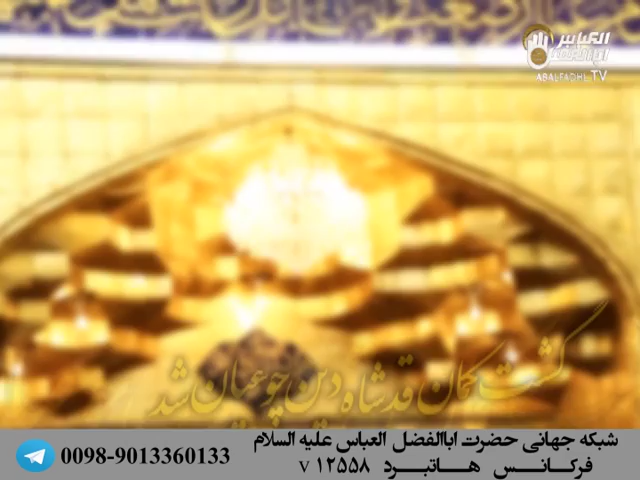 العباس
اباالفضل
ABALFADHL TV
گشت کمان قد شاه دین چو عیان شد
شبکه جهانی حضرت اباالفضل العباس علیه السلام
0098-9013360133
فرکانس هاتبرد ۱۲۵۵۸ v